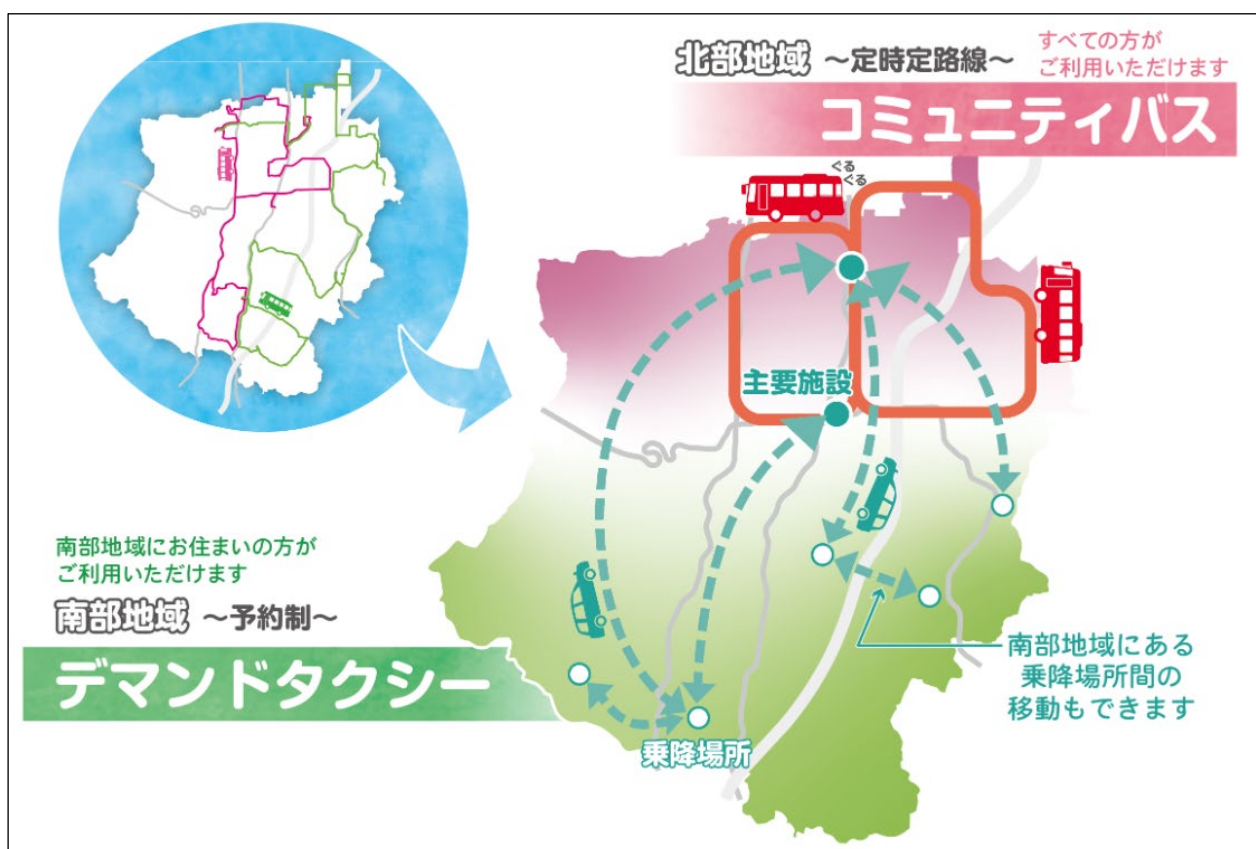 北部地域 ～定時定路線～
すべての方が
ご利用いただけます
コミュニティバス
ぐる
ぐる
主要施設
南部地域にお住まいの方が
ご利用いただけます
南部地域 ～予約制～
デマンドタクシー
南部地域にある
乗降場所間の
移動もできます
乗降場所